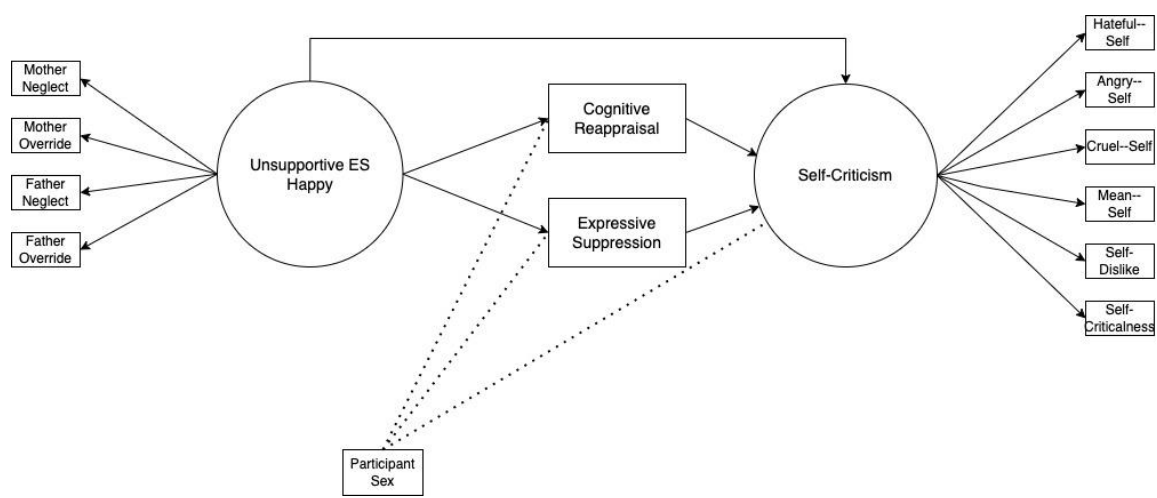 Mother
Neglect
Mother
Override
Father
Neglect
Father
Override
Unsupportive ES
Happy
Cognitive
Reappraisal
Expressive
Suppression
Self-Criticism
Hateful--
Self
Angry--
Self
Cruel--Self
Mean--
Self
Self-
Dislike
Self-
Criticalness
Participant
Sex